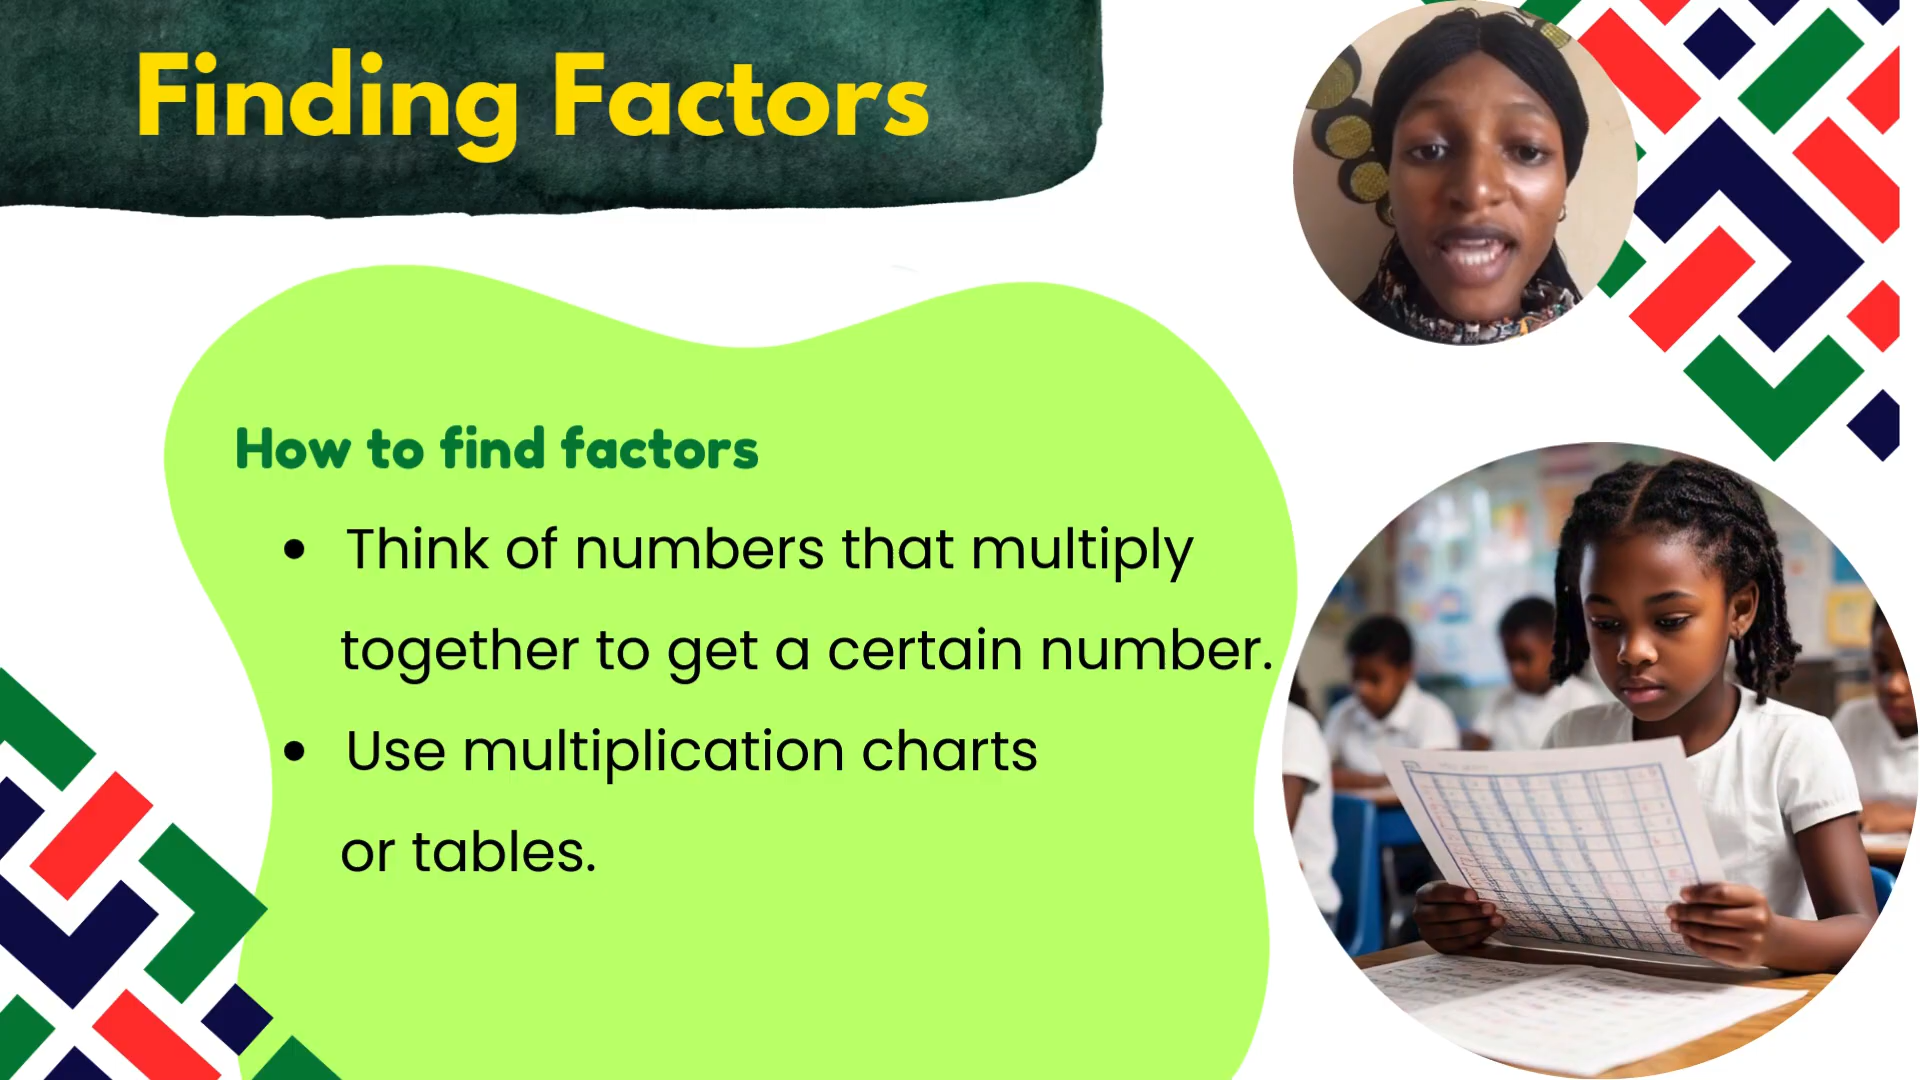 Finding Factors
How to find factors
• Think of numbers that multiply
together to get a certain number.
• Use multiplication charts
or tables.